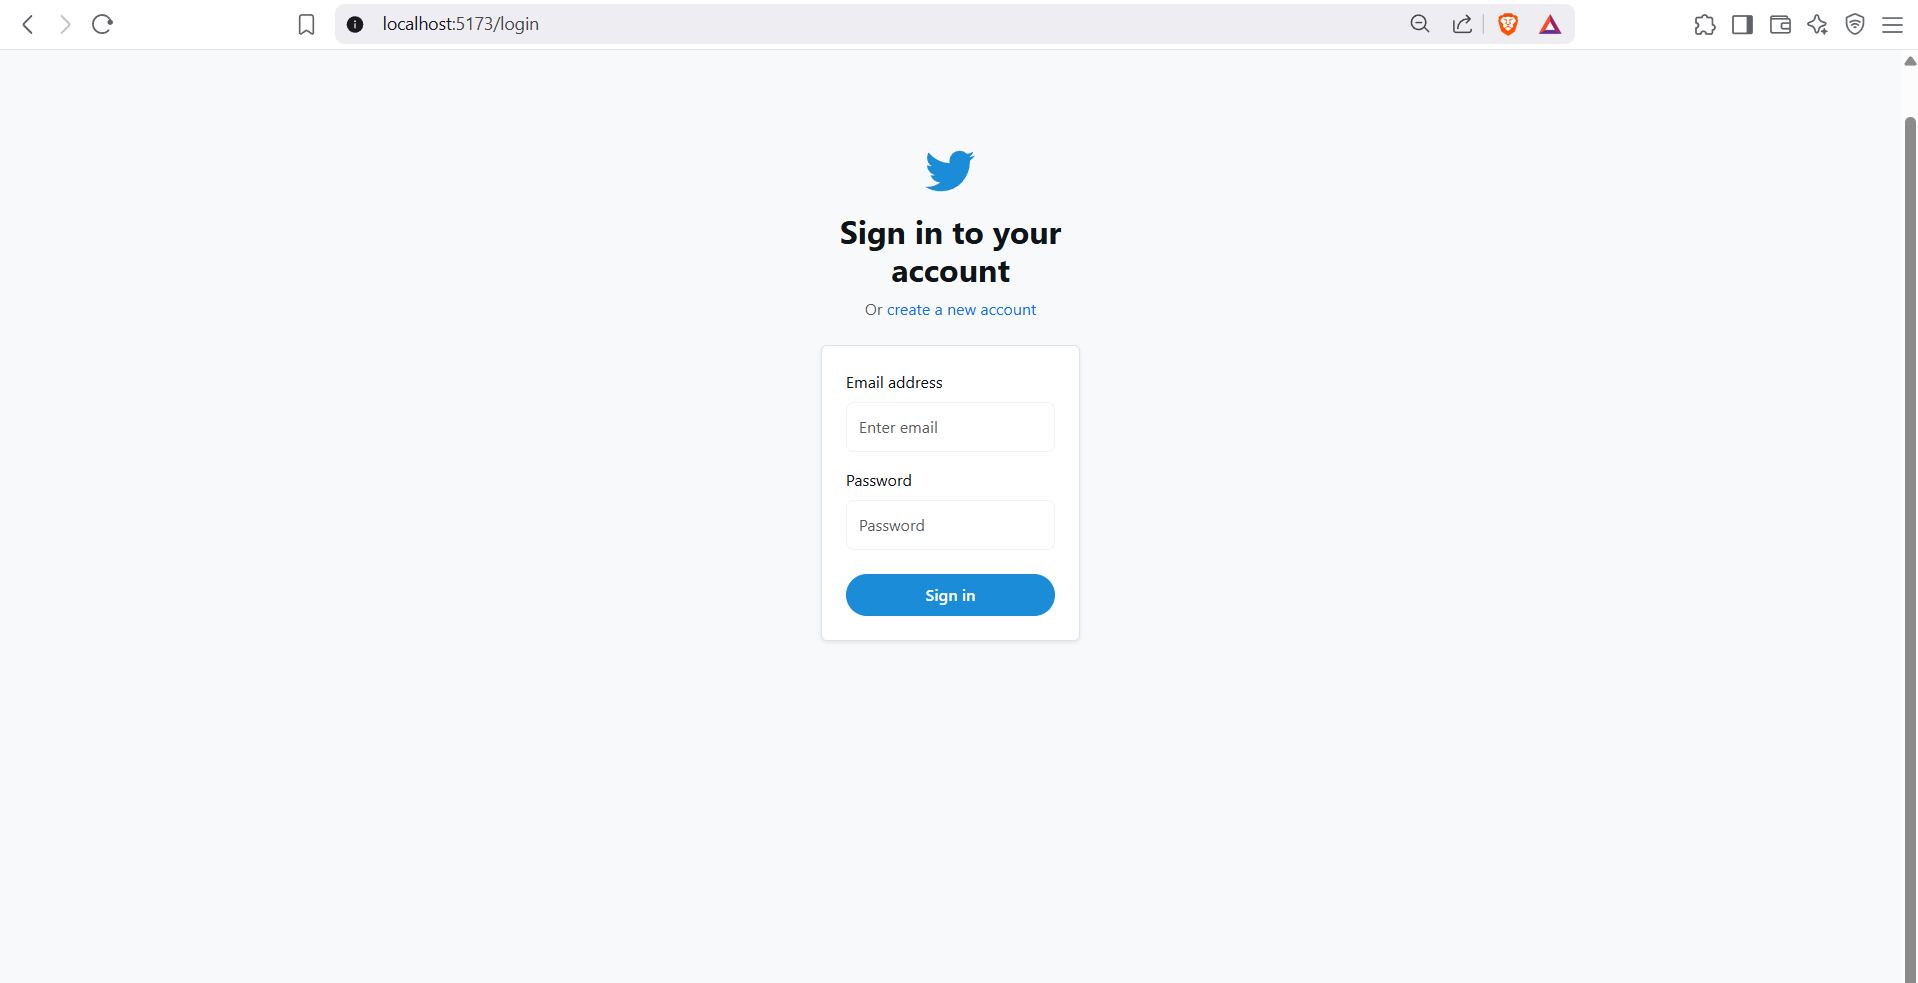 localhost:5173/login
Sign in to your
account
Or create a new account
Email address
Enter email
Password
Password
Sign in